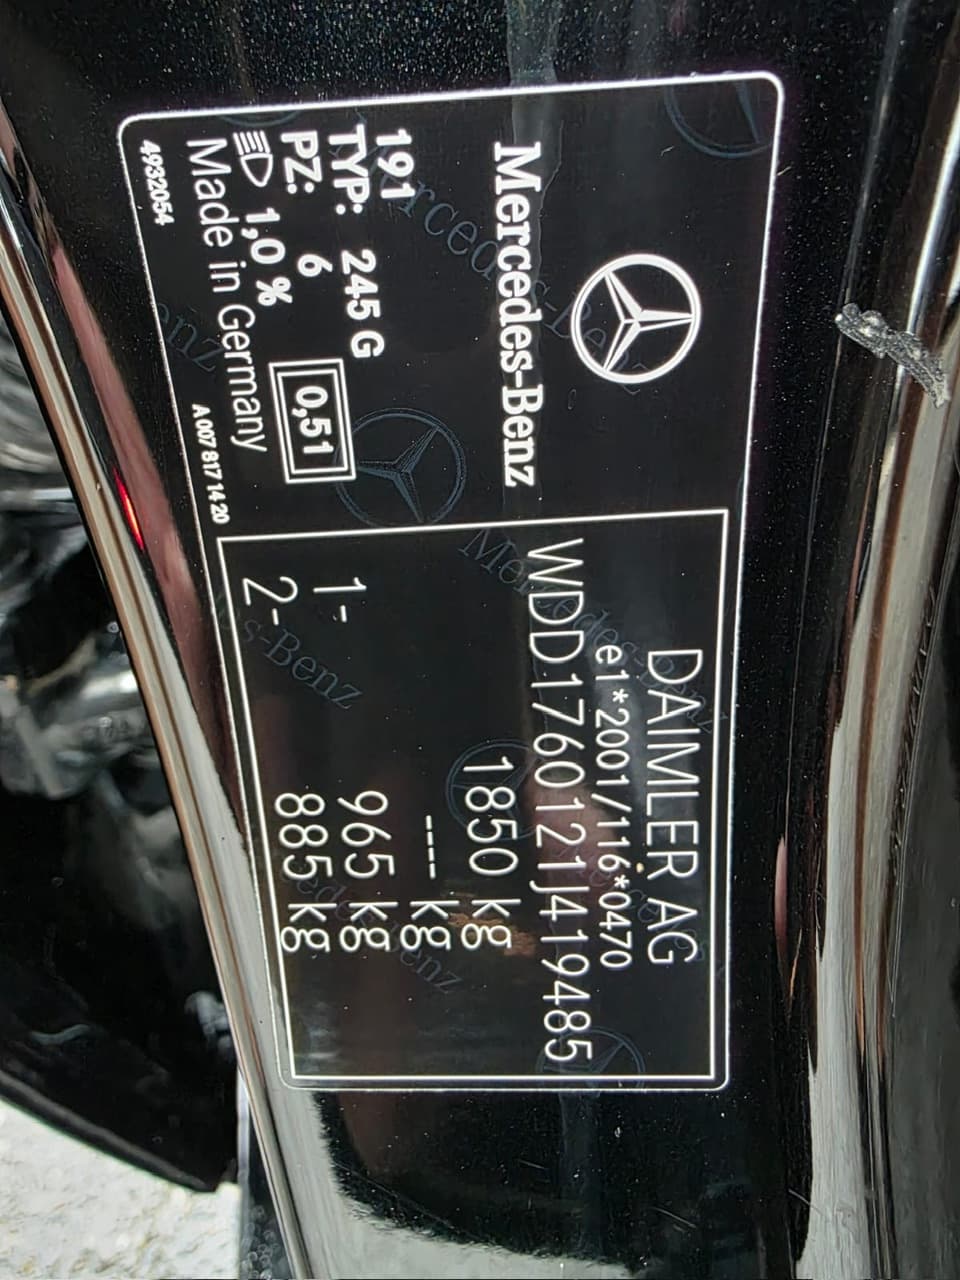 Mercedes-Benz
191
TYP: 245 G
PZ: 6
0,51
1,0 %
Made in Germany
4932054
A 007 817 14 20
DAIMLER AG
e1*2001/116*0470
WDD1760121J419485
1850 kg
---- kg
1- 965 kg
2- 885 kg